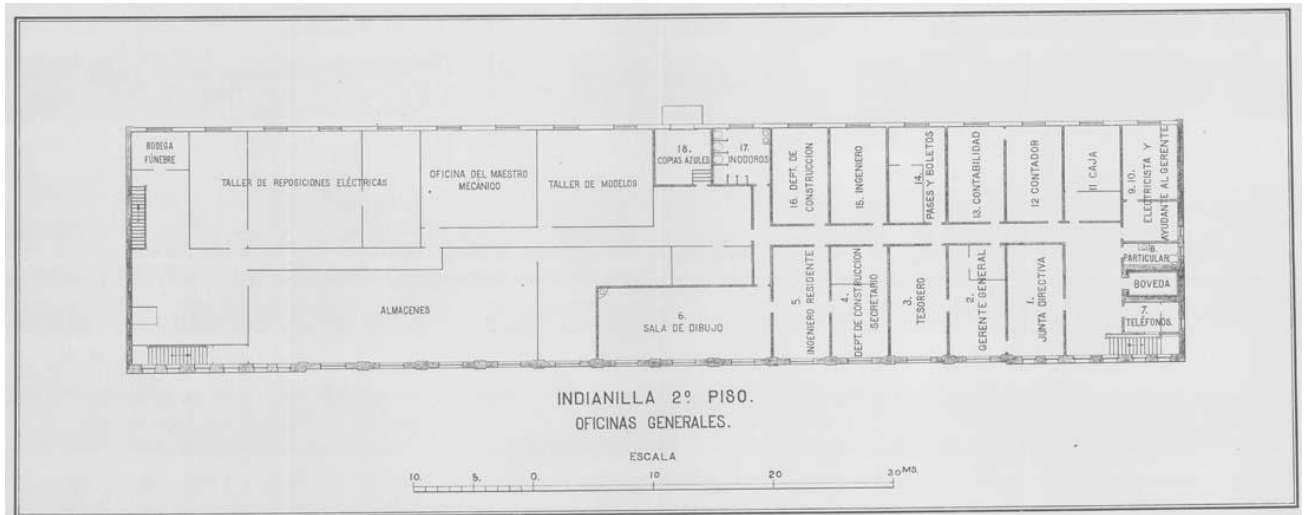 BODEGA
FÚNEBRE
TALLER DE REPOSICIONES ELÉCTRICAS
OFICINA DEL MAESTRO
MECÁNICO
TALLER DE MODELOS
18.
COPIAS AZULES
17.
INODOROS
16. DEPT. DE
CONSTRUCCION
15. INGENIERO
14.
PASES Y BOLETOS
13. CONTABILIDAD
12 CONTADOR
11 CAJA
9. 10.
ELECTRICISTA Y
AYUDANTE AL GERENTE
8.
PARTICULAR
BOVEDA
7.
TELÉFONOS.
ALMACENES
6.
SALA DE DIBUJO
5.
INGENIERO RESIDENTE
4.
DEPT. DE CONSTRUCCION
SECRETARIO
3.
TESORERO
2.
GERENTE GENERAL
1.
JUNTA DIRECTIVA
INDIANILLA 2º PISO.
OFICINAS GENERALES.
ESCALA
10. 5. 0. 10 20 30 MS.